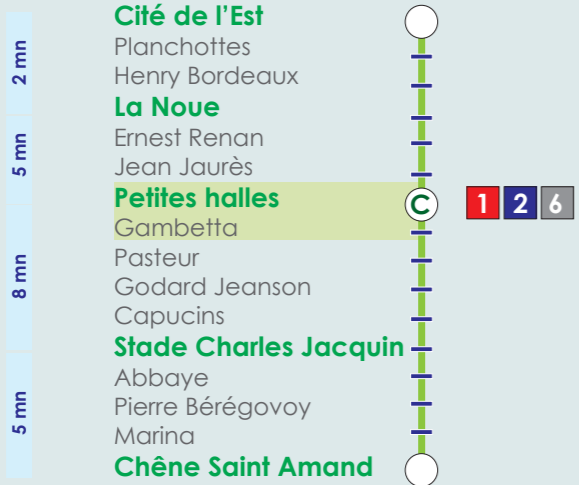 Cité de l’Est
Planchottes
2 mn
Henry Bordeaux
La Noue
Ernest Renan
5 mn
Jean Jaurès
Petites halles C 1 2 6
Gambetta
Pasteur
8 mn
Godard Jeanson
Capucins
Stade Charles Jacquin
Abbaye
5 mn
Pierre Bérégovoy
Marina
Chêne Saint Amand